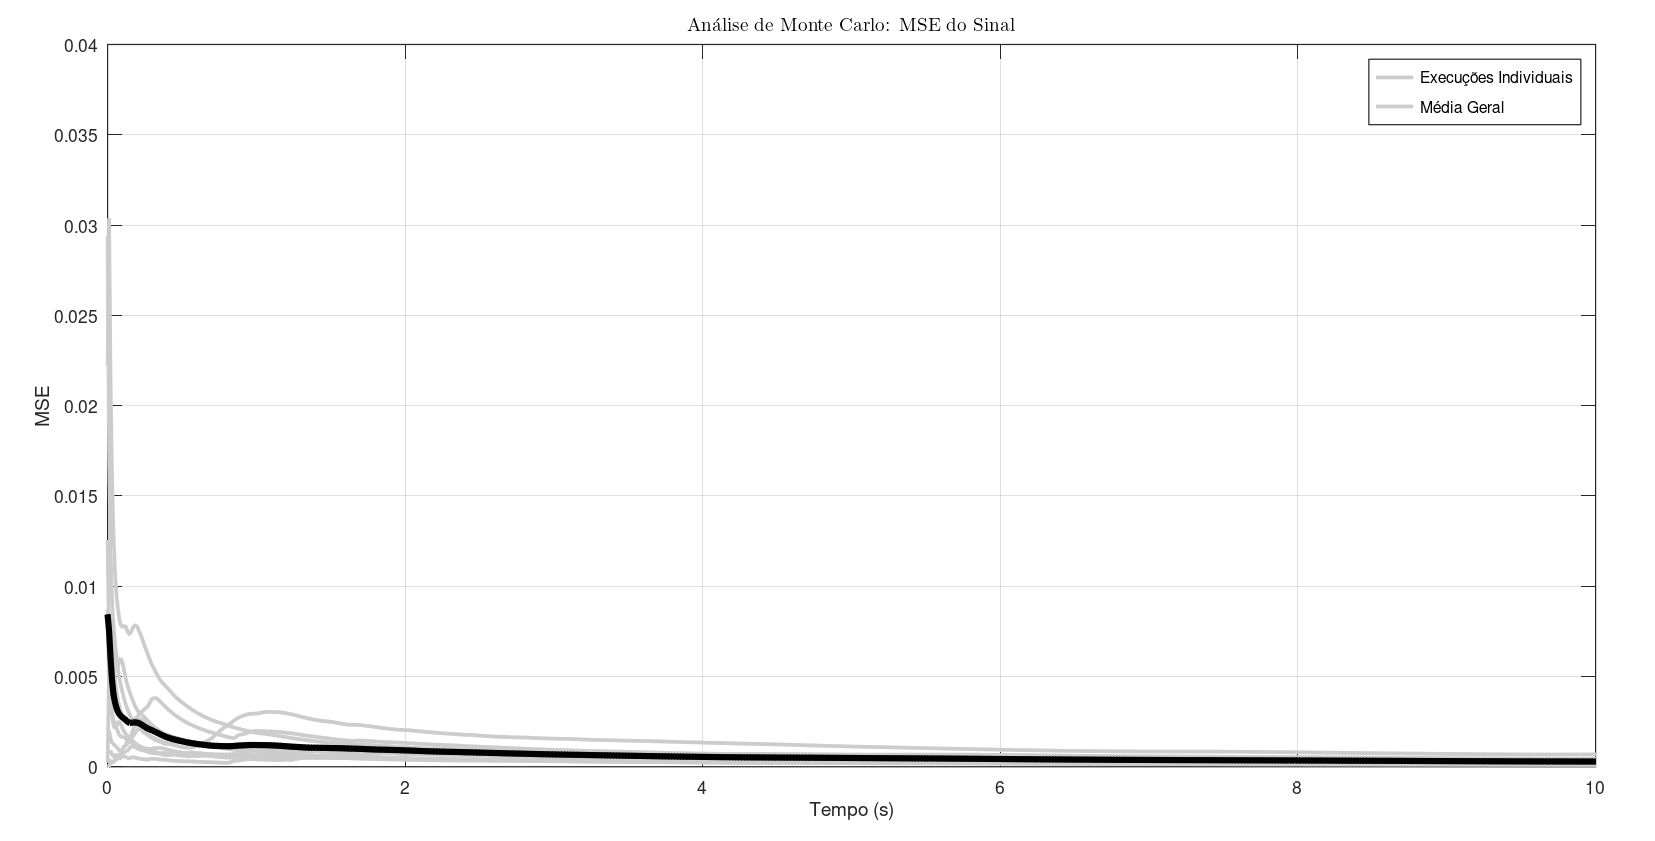 Análise de Monte Carlo: MSE do Sinal
0.04
0.035
0.03
0.025
0.02
0.015
0.01
0.005
0
MSE
Execuções Individuais
Média Geral
0 2 4 6 8 10
Tempo (s)